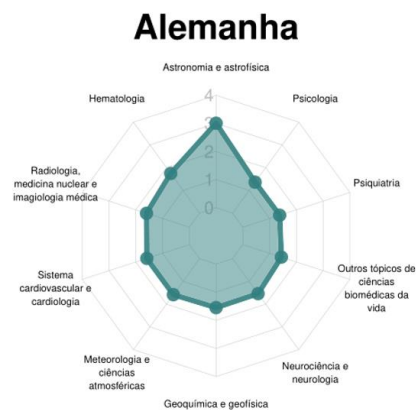 Alemanha
Astronomia e astrofísica
Hematologia
Psicologia
4
3
2
1
0
Radiologia,
medicina nuclear e
imagiologia médica
Psiquiatria
Sistema
cardiovascular e
cardiologia
Outros tópicos de
ciências
biomédicas da
vida
Meteorologia e
ciências
atmosféricas
Neurociência e
neurologia
Geoquímica e geofísica